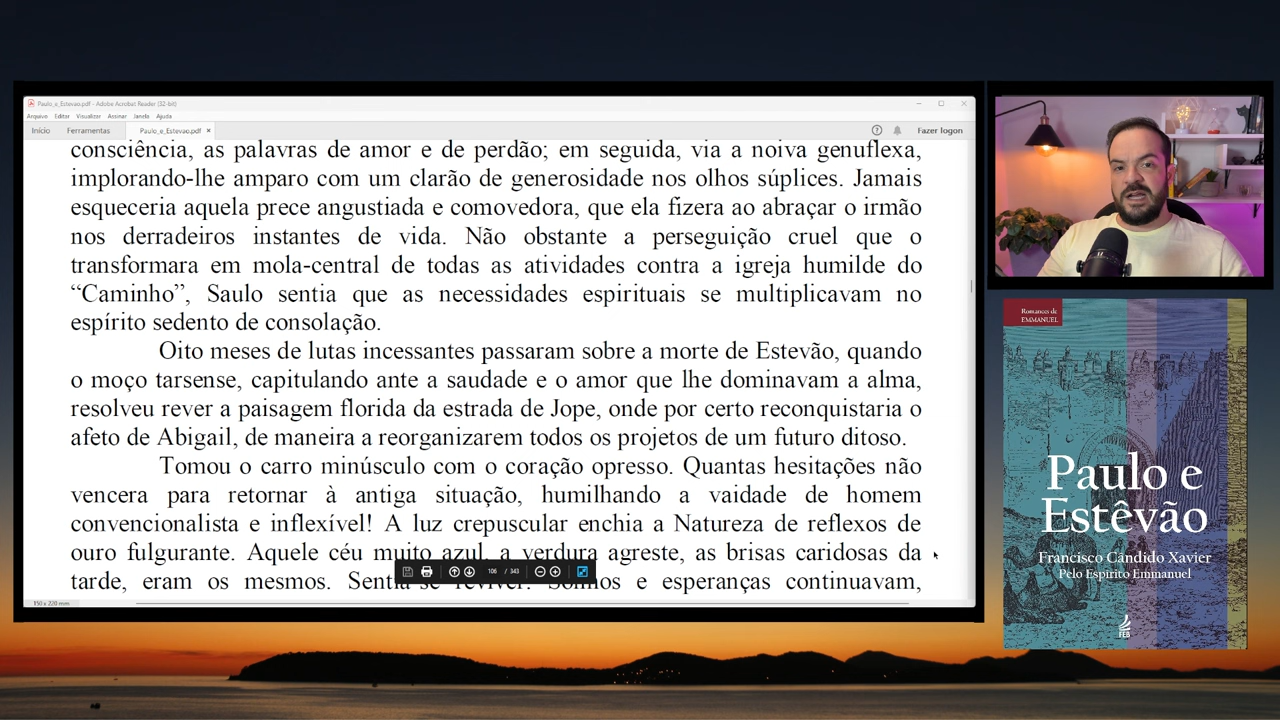 Paulo_e_Estevao.pdf - Adobe Acrobat Reader (32-bit)
Arquivo Editar Visualizar Assinar Janela Ajuda
Início Ferramentas Paulo_e_Estevao.pdf × Fazer logon
consciência, as palavras de amor e de perdão; em seguida, via a noiva genuflexa,
implorando-lhe amparo com um clarão de generosidade nos olhos súplices. Jamais
esqueceria aquela prece angustiada e comovedora, que ela fizera ao abraçar o irmão
nos derradeiros instantes de vida. Não obstante a perseguição cruel que o
transformara em mola-central de todas as atividades contra a igreja humilde do
“Caminho”, Saulo sentia que as necessidades espirituais se multiplicavam no
espírito sedento de consolação.
Oito meses de lutas incessantes passaram sobre a morte de Estevão, quando
o moço tarsense, capitulando ante a saudade e o amor que lhe dominavam a alma,
resolveu rever a paisagem florida da estrada de Jope, onde por certo reconquistaria o
afeto de Abigail, de maneira a reorganizarem todos os projetos de um futuro ditoso.
Tomou o carro minúsculo com o coração opresso. Quantas hesitações não
vencera para retornar à antiga situação, humilhando a vaidade de homem
convencionalista e inflexível! A luz crepuscular enchia a Natureza de reflexos de
ouro fulgurante. Aquele céu muito azul, a verdura agreste, as brisas caridosas da
tarde, eram os mesmos. e esperanças continuavam,
106 / 343
150 x 220 mm
Romances de
EMMANUEL
Paulo e
Estêvão
Francisco Cândido Xavier
Pelo Espírito Emmanuel
FEB